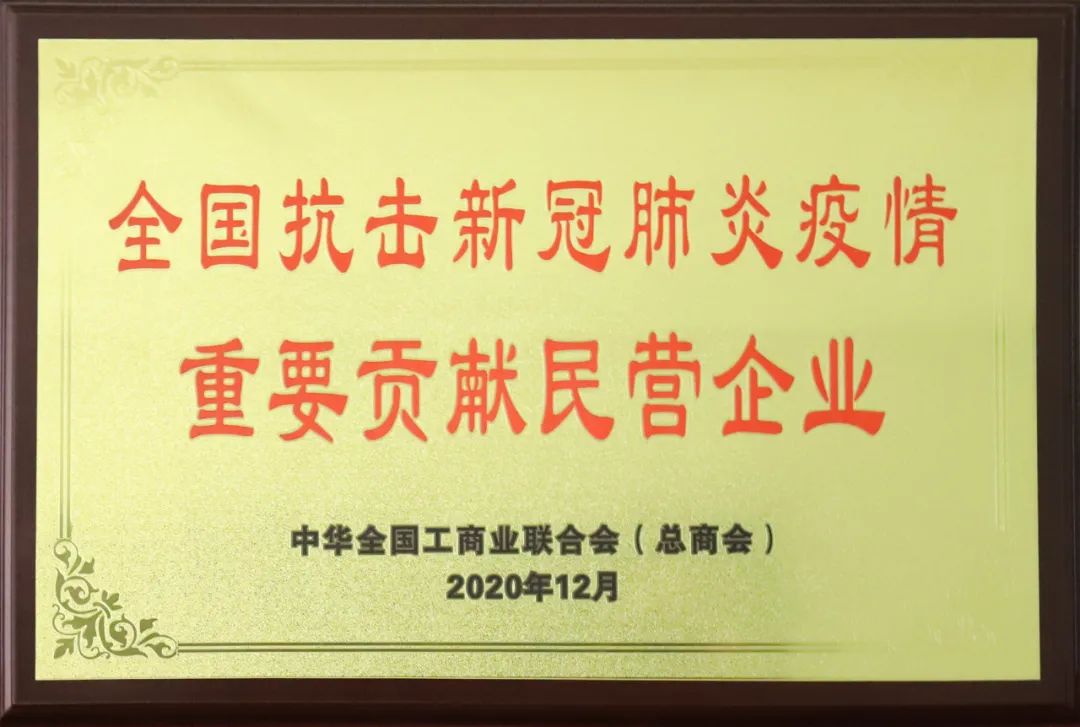 全国抗击新冠肺炎疫情
重要贡献民营企业
中华全国工商业联合会（总商会）
2020年12月